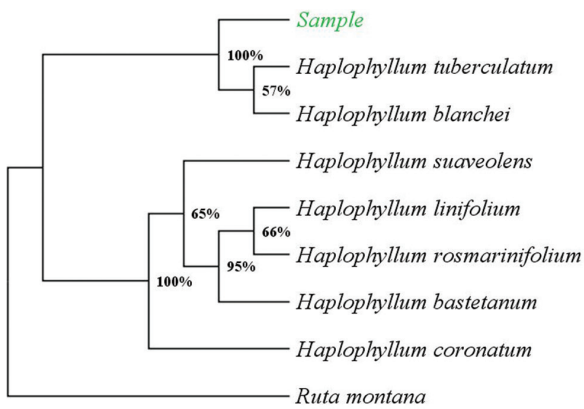 Sample
100%
Haplophyllum tuberculatum
57%
Haplophyllum blanchei
Haplophyllum suaveolens
65%
Haplophyllum linifolium
66%
Haplophyllum rosmarinifolium
95%
100%
Haplophyllum bastetanum
Haplophyllum coronatum
Ruta montana